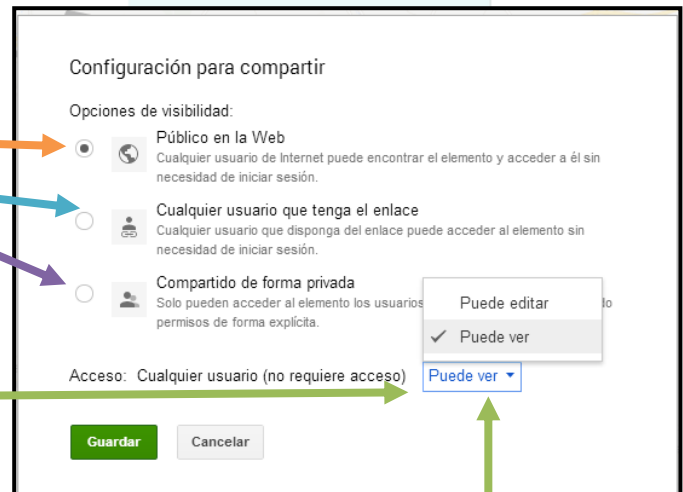 Configuración para compartir
Opciones de visibilidad:
Público en la Web
Cualquier usuario de Internet puede encontrar el elemento y acceder a él sin
necesidad de iniciar sesión.
Cualquier usuario que tenga el enlace
Cualquier usuario que disponga del enlace puede acceder al elemento sin
necesidad de iniciar sesión.
Compartido de forma privada
Solo pueden acceder al elemento los usuarios do
permisos de forma explícita.
Puede editar
Puede ver
Acceso: Cualquier usuario (no requiere acceso) Puede ver
Guardar Cancelar